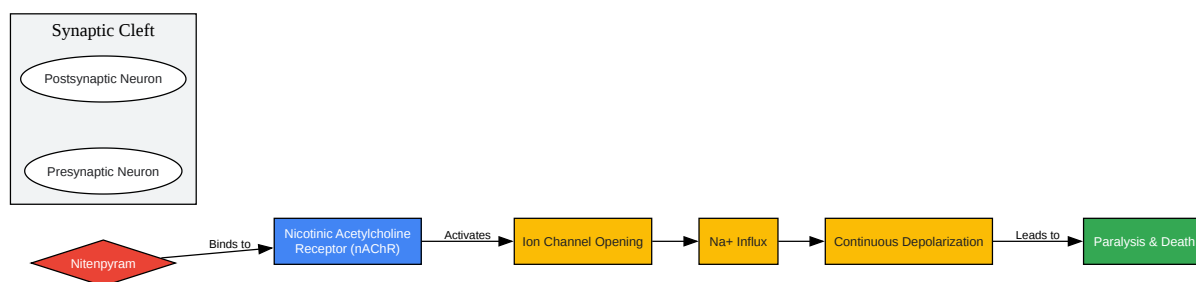 Synaptic Cleft
Postsynaptic Neuron
Presynaptic Neuron
Nitenpyram
Binds to
Nicotinic Acetylcholine
Receptor (nAChR)
Activates
Ion Channel Opening
Na+ Influx
Continuous Depolarization
Leads to
Paralysis & Death